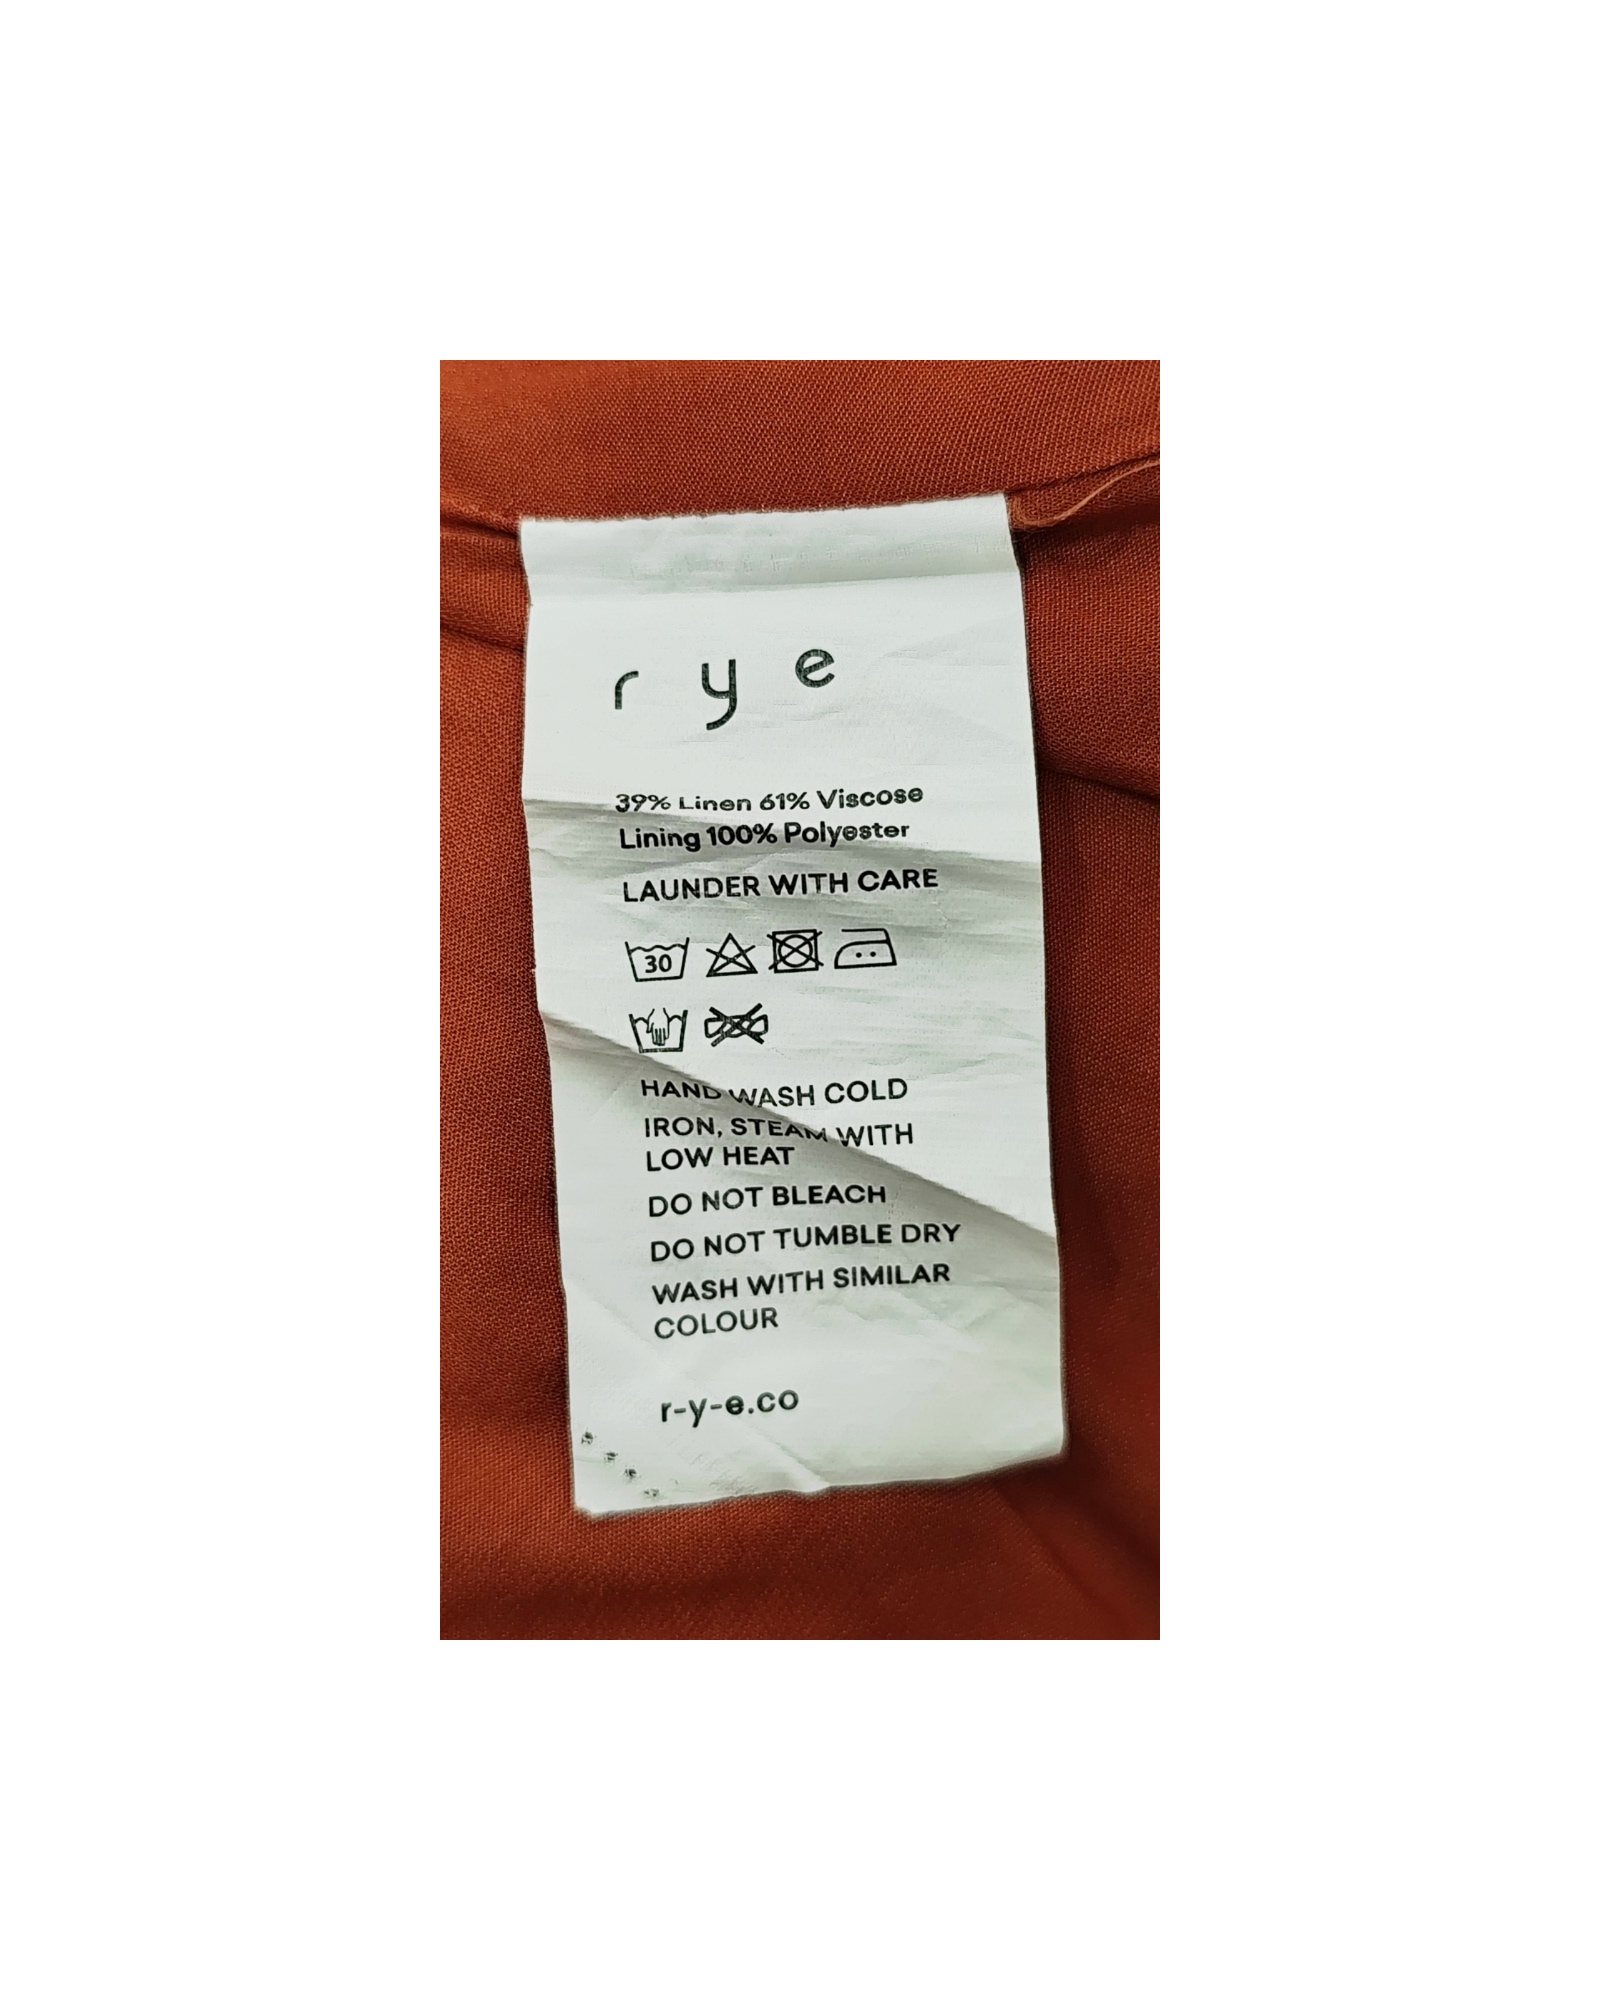 rye
39% Linen 61% Viscose
Lining 100% Polyester
LAUNDER WITH CARE
30
HAND WASH COLD
IRON, STEAM WITH
LOW HEAT
DO NOT BLEACH
DO NOT TUMBLE DRY
WASH WITH SIMILAR
COLOUR
r-y-e.co